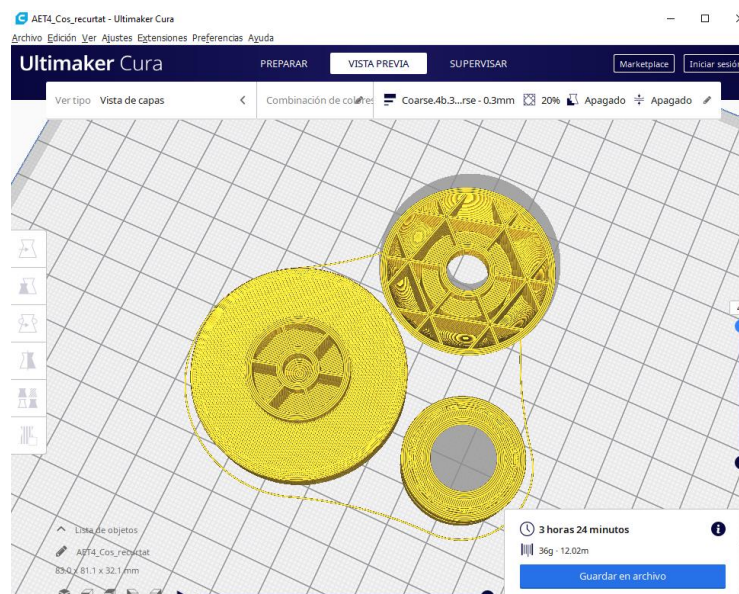 AET4_Cos_recurtat - Ultimaker Cura
Archivo Edición Ver Ajustes Extensiones Preferencias Ayuda
Ultimaker Cura PREPARAR VISTA PREVIA SUPERVISAR Marketplace Iniciar sesión
Ver tipo Vista de capas Combinación de colores Coarse.4b.3...rse - 0.3mm 20% Apagado Apagado
Lista de objetos
AET4_Cos_recurtat
83.0 x 81.1 x 32.1 mm
3 horas 24 minutos
36g · 12.02m
Guardar en archivo